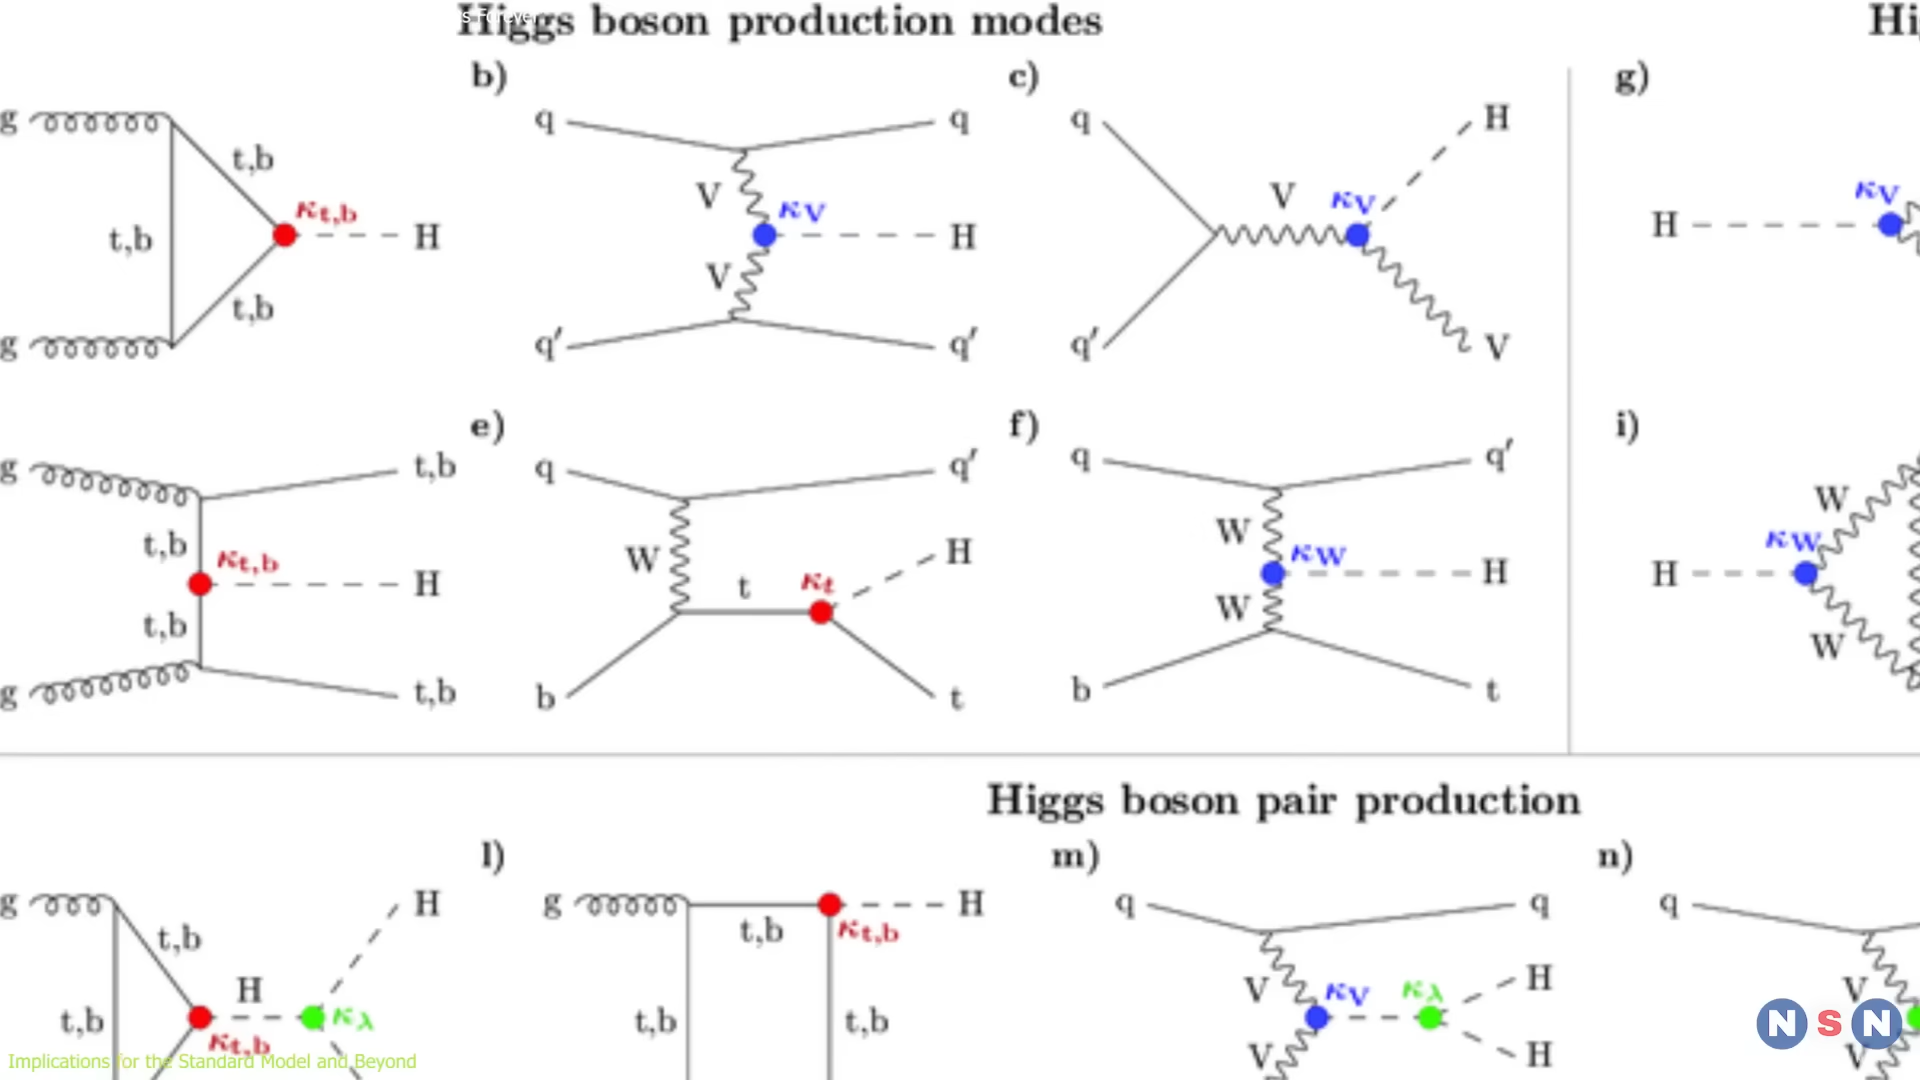 s Forever
Higgs boson production modes
Hi
b)
c)
g)
g
t,b
t,b
t,b
g
κt,b
H
q
q
V
κV
H
V
q′
q′
q
H
V
κV
q′
V
κV
H
e)
f)
i)
g
t,b
t,b
κt,b
H
t,b
g
t,b
q
q′
W
H
t
κt
b
t
q
q′
W
κW
H
W
b
t
W
κW
H
W
Higgs boson pair production
l)
m)
n)
g
H
t,b
H
t,b
κλ
κt,b
g
H
t,b
κt,b
t,b
t,b
q
q
V
κV
κλ
H
V
H
q
V
V
Implications for the Standard Model and Beyond
N S N